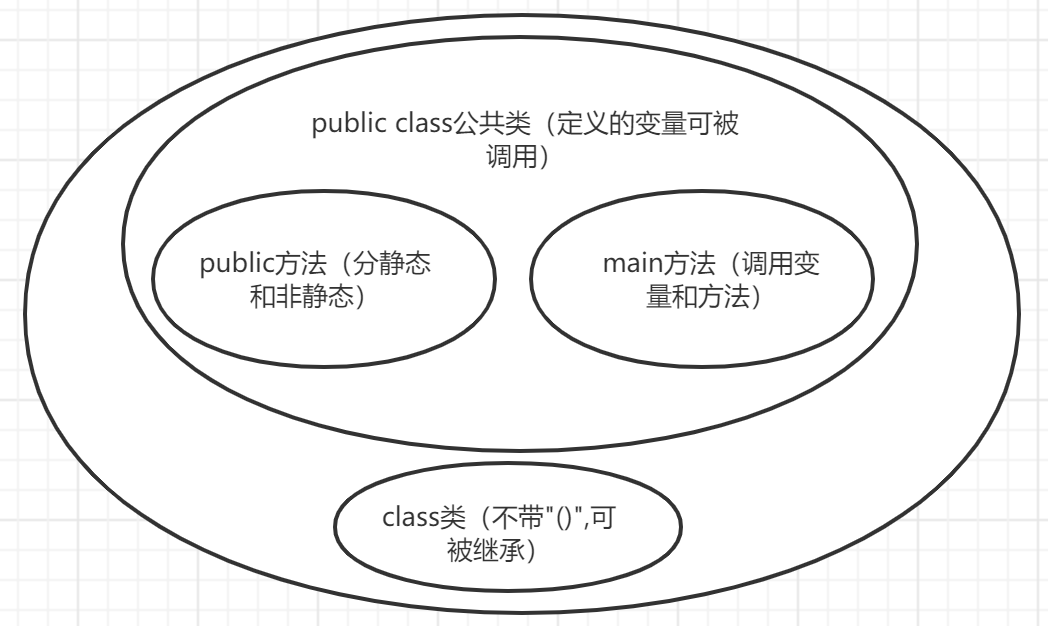 public class公共类（定义的变量可被
调用）
public方法（分静态
和非静态）
main方法（调用变
量和方法）
class类（不带"()",可
被继承）